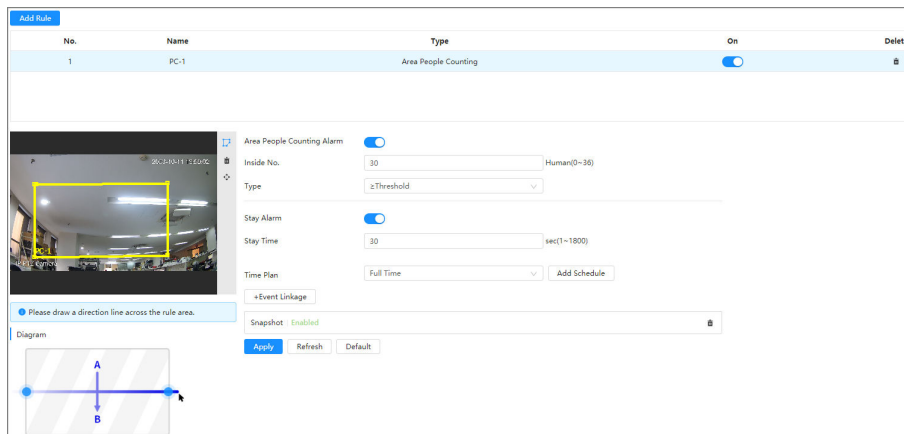 Add Rule
No. Name Type On Delet
1 PC-1 Area People Counting
Area People Counting Alarm
Inside No. 30 Human(0~36)
Type ≥Threshold
Stay Alarm
Stay Time 30 sec(1~1800)
Time Plan Full Time Add Schedule
+Event Linkage
Snapshot Enabled
Apply Refresh Default
P
PC-1
Camera
Please draw a direction line across the rule area.
Diagram
A
B